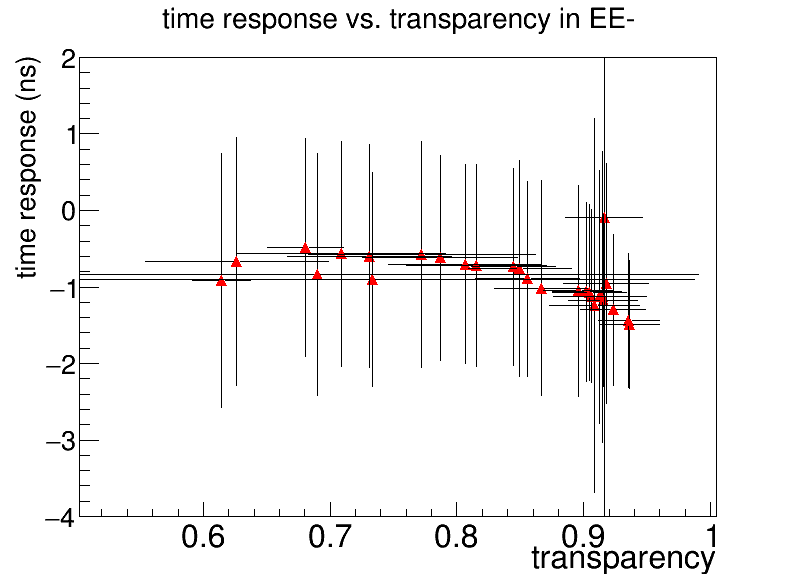 time response vs. transparency in EE-
time response (ns)
2
1
0
−1
−2
−3
−4
0.6 0.7 0.8 0.9 1
transparency